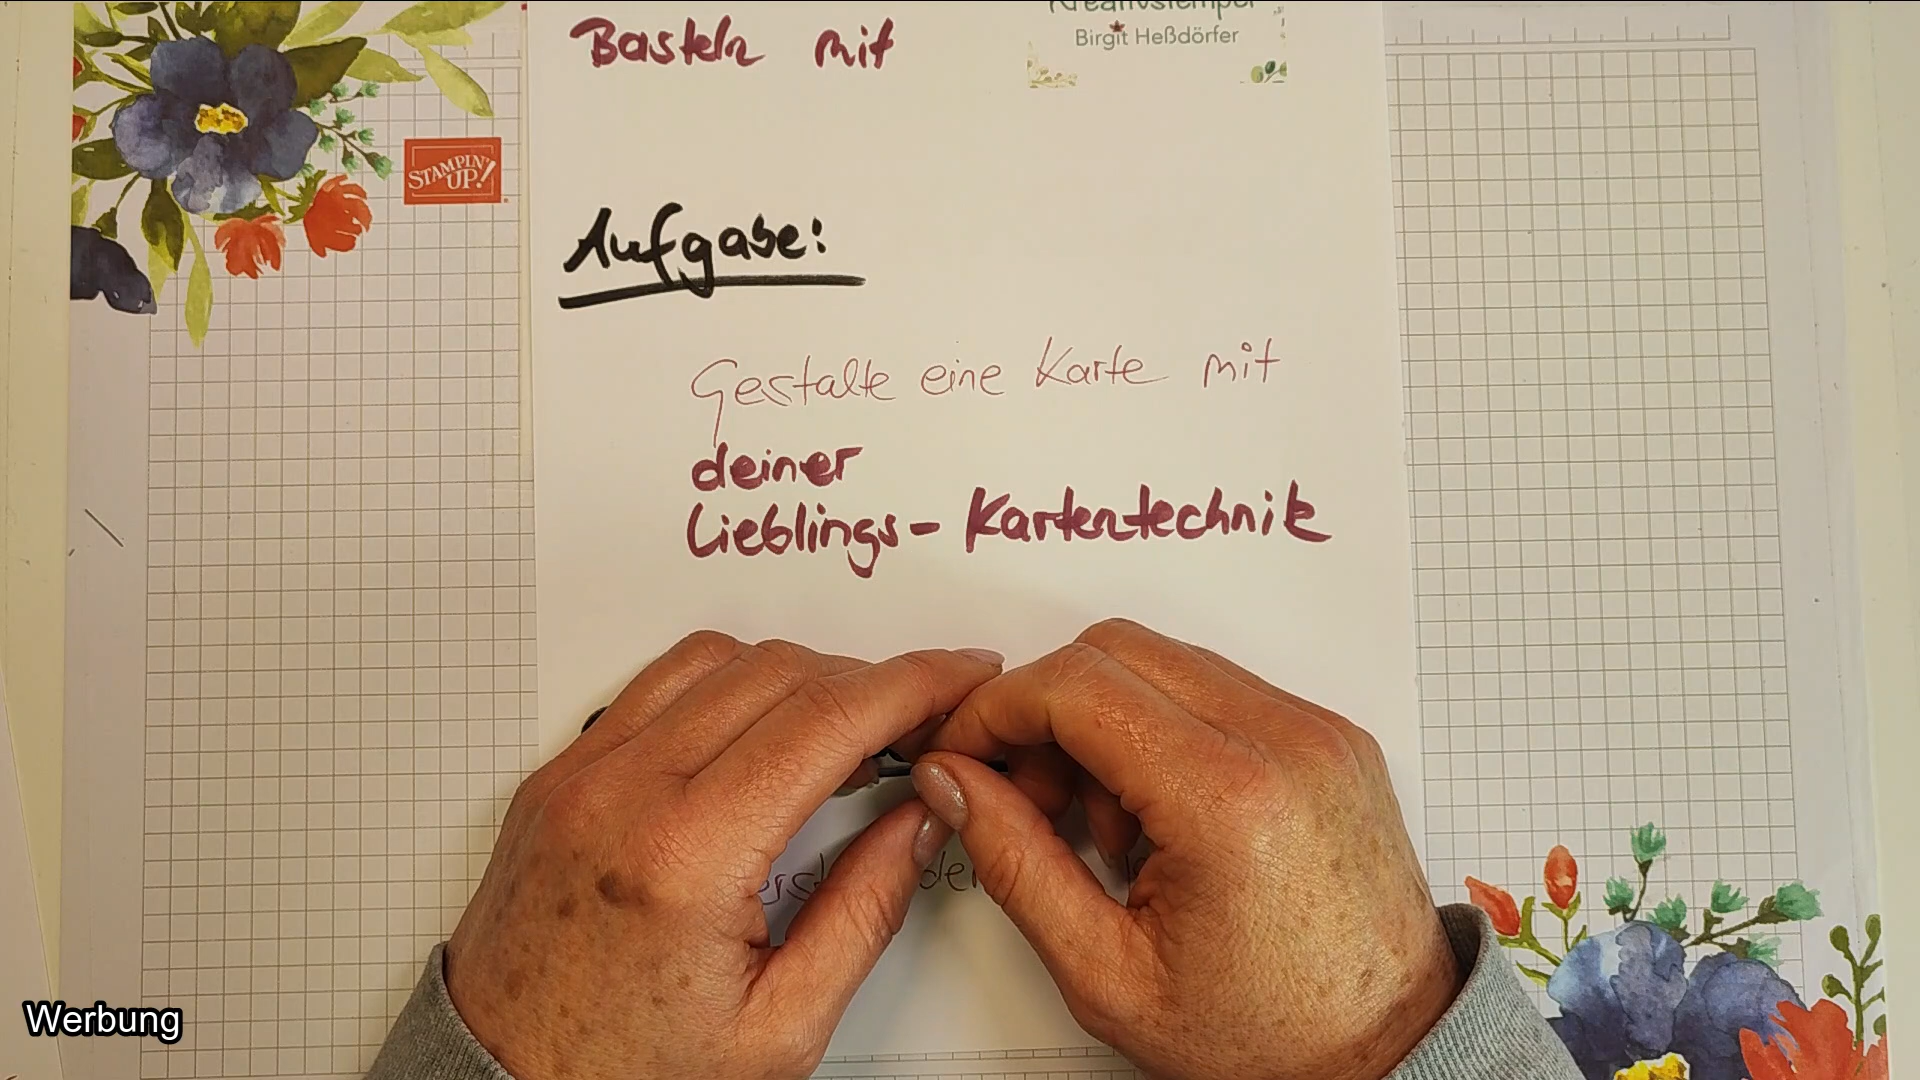 Basteln mit
Birgit Heßdörfer
STAMPIN'
UP!
Aufgabe:
Gestalte eine Karte mit
deiner
Lieblings-Kartentechnik
Werbung